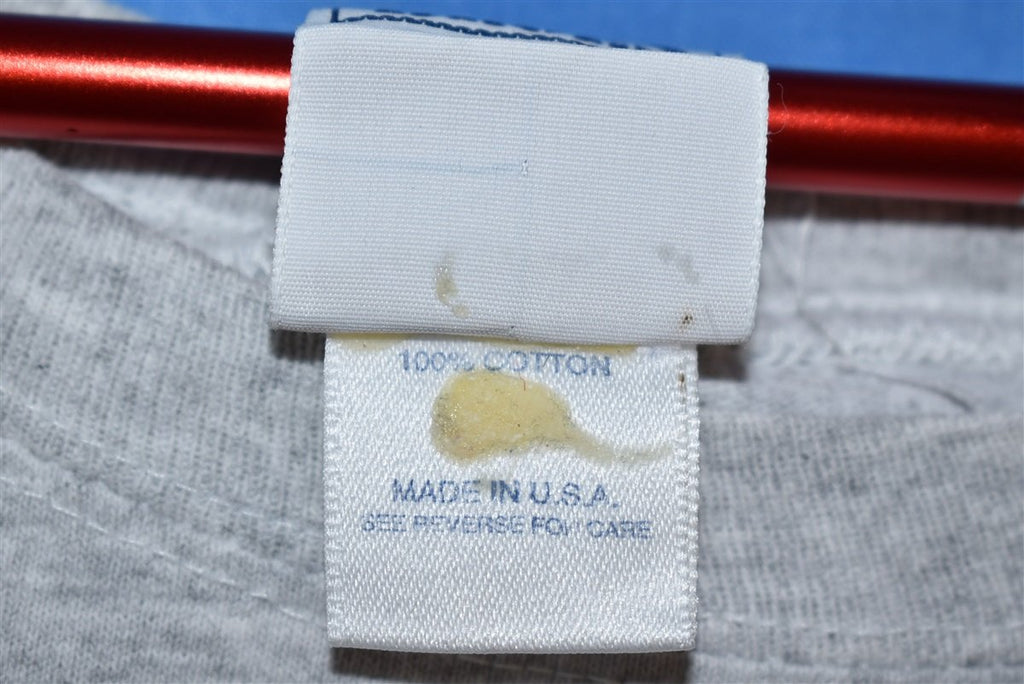 100% COTTON
MADE IN U.S.A.
SEE REVERSE FOR CARE